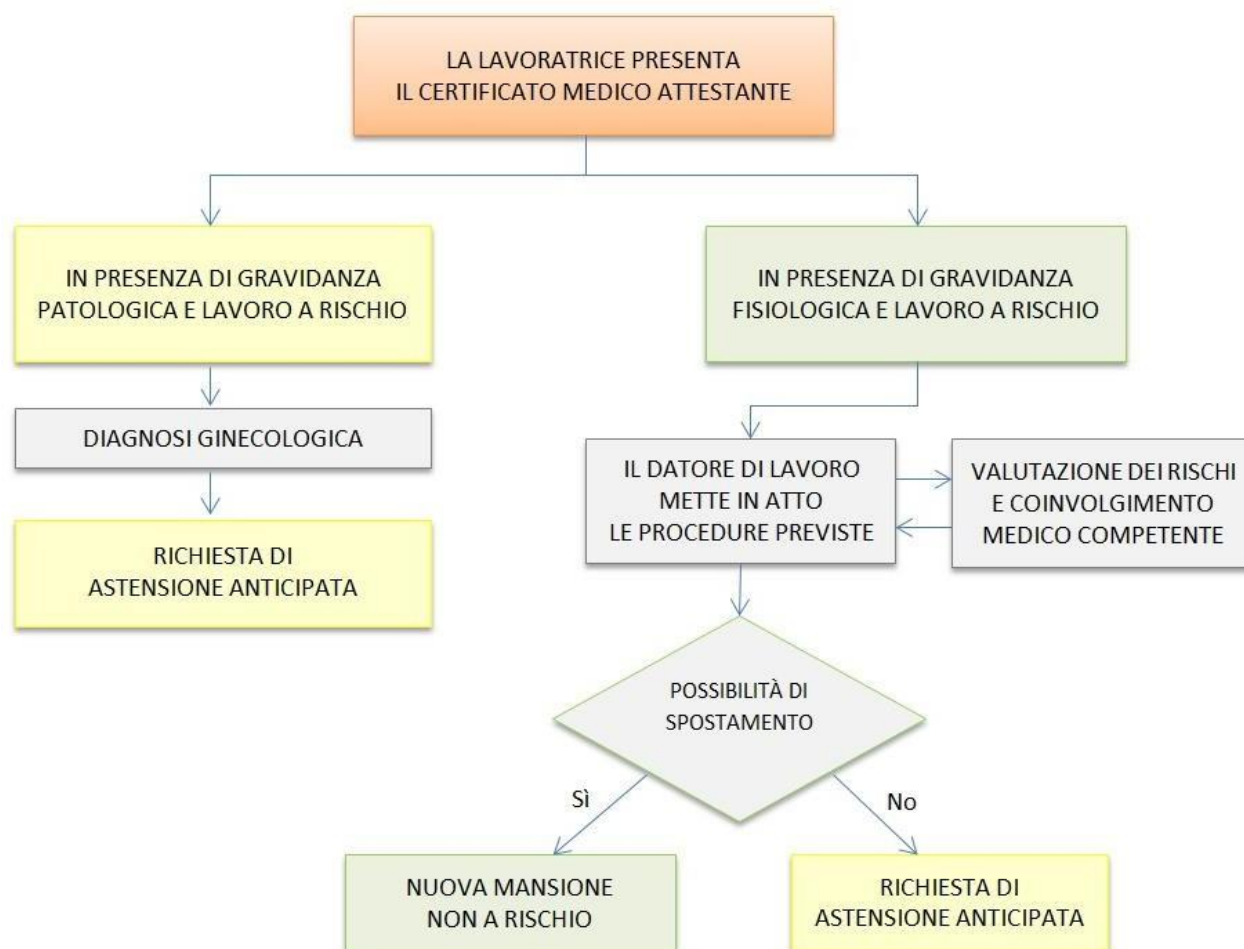 LA LAVORATRICE PRESENTA
IL CERTIFICATO MEDICO ATTESTANTE
IN PRESENZA DI GRAVIDANZA
PATOLOGICA E LAVORO A RISCHIO
IN PRESENZA DI GRAVIDANZA
FISIOLOGICA E LAVORO A RISCHIO
DIAGNOSI GINECOLOGICA
RICHIESTA DI
ASTENSIONE ANTICIPATA
IL DATORE DI LAVORO
METTE IN ATTO
LE PROCEDURE PREVISTE
VALUTAZIONE DEI RISCHI
E COINVOLGIMENTO
MEDICO COMPETENTE
POSSIBILITÀ DI
SPOSTAMENTO
Sì
No
NUOVA MANSIONE
NON A RISCHIO
RICHIESTA DI
ASTENSIONE ANTICIPATA